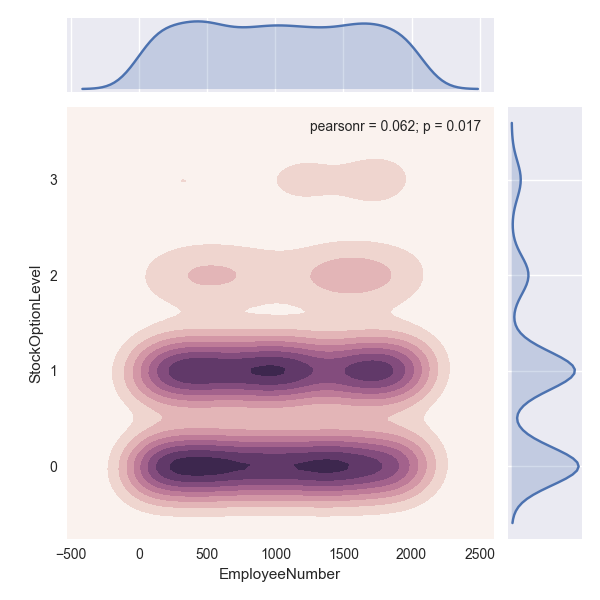 pearsonr = 0.062; p = 0.017
3
2
1
0
StockOptionLevel
−500 0 500 1000 1500 2000 2500
EmployeeNumber